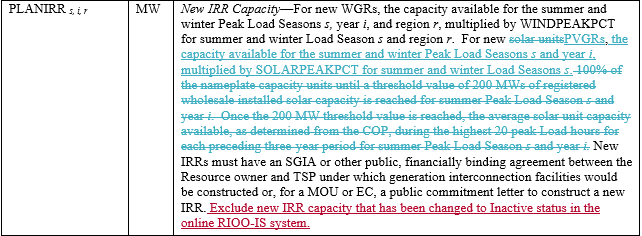 PLANIRR s, i, r MW New IRR Capacity—For new WGRs, the capacity available for the summer and
winter Peak Load Seasons s, year i, and region r, multiplied by WINDPEAKPCT
for summer and winter Load Season s and region r. For new solar unitsPVGRs, the
capacity available for the summer and winter Peak Load Seasons s and year i,
multiplied by SOLARPEAKPCT for summer and winter Load Seasons s. 100% of
the nameplate capacity units until a threshold value of 200 MWs of registered
wholesale installed solar capacity is reached for summer Peak Load Season s and
year i. Once the 200 MW threshold value is reached, the average solar unit capacity
available, as determined from the COP, during the highest 20 peak Load hours for
each preceding three year period for summer Peak Load Season s and year i. New
IRRs must have an SGIA or other public, financially binding agreement between the
Resource owner and TSP under which generation interconnection facilities would
be constructed or, for a MOU or EC, a public commitment letter to construct a new
IRR. Exclude new IRR capacity that has been changed to Inactive status in the
online RIOO-IS system.